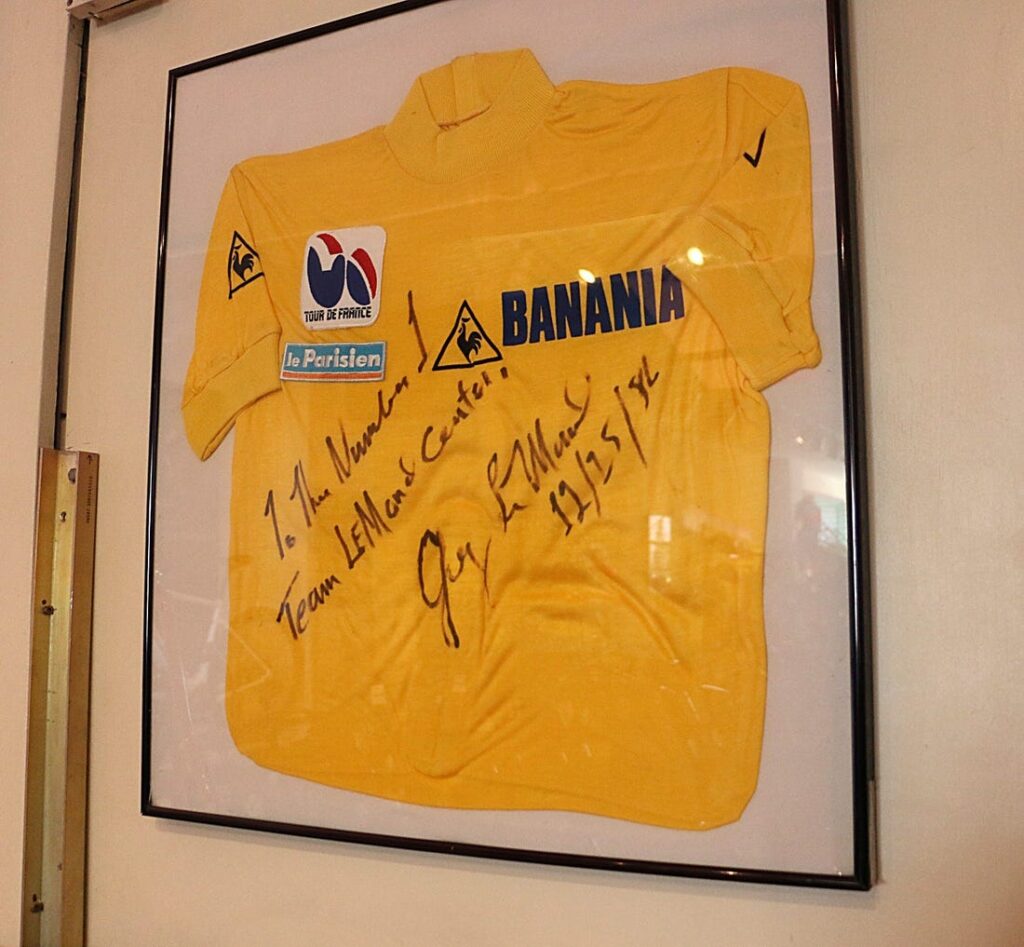 TOUR DE FRANCE
le Parisien
BANANIA
To The Number 1
Team LEMond Center.
Greg LeMond
12/25/86